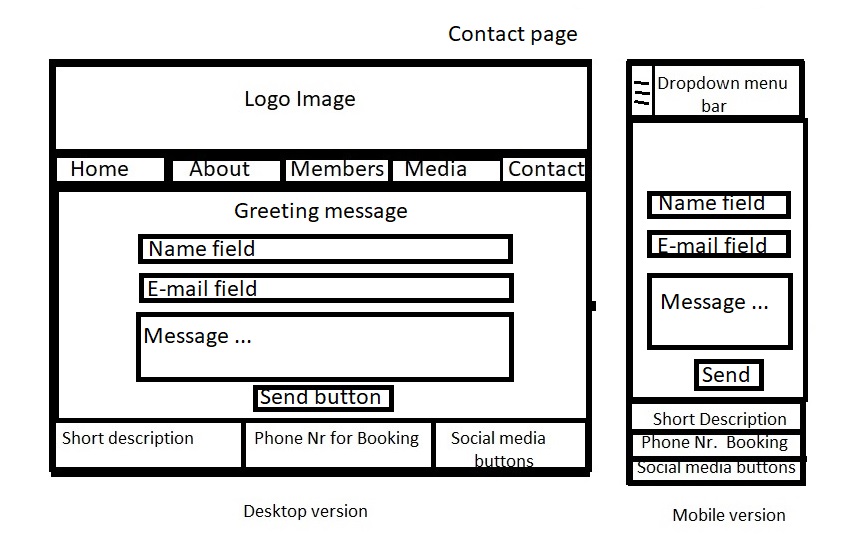 Contact page
Logo Image
Home About Members Media Contact
Greeting message
Name field
E-mail field
Message ...
Send button
Short description
Phone Nr for Booking
Social media
buttons
Desktop version
Dropdown menu
bar
Name field
E-mail field
Message ...
Send
Short Description
Phone Nr. Booking
Social media buttons
Mobile version